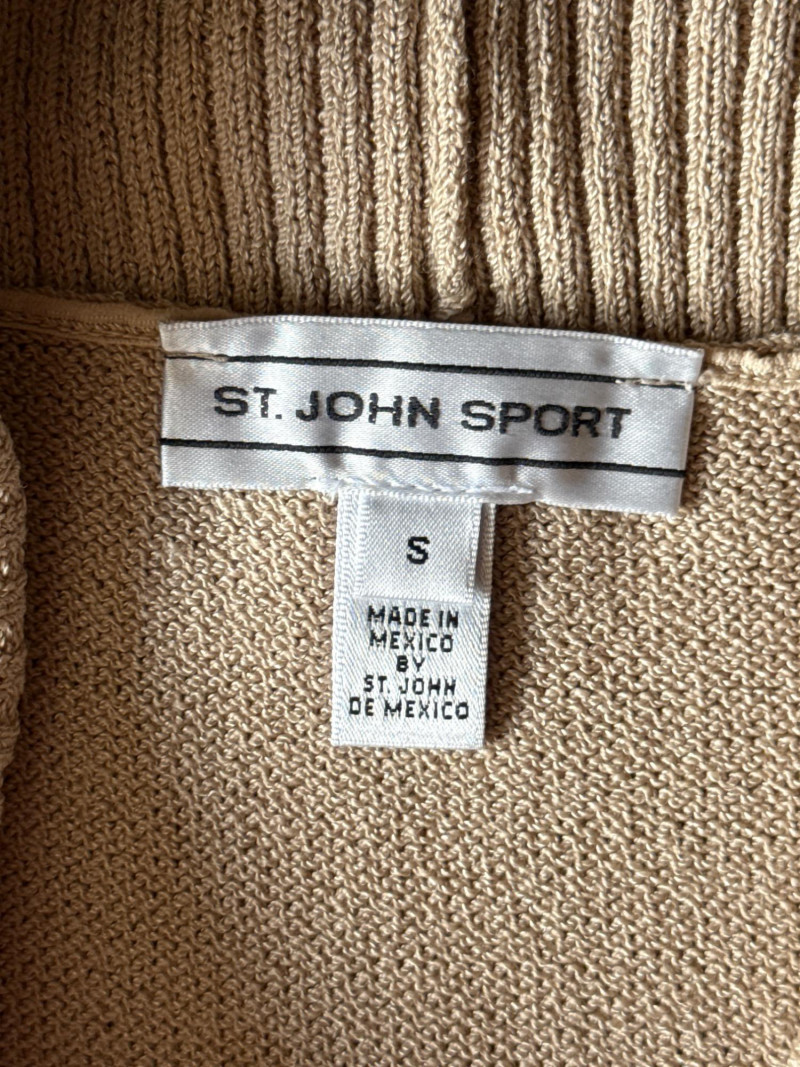 ST. JOHN SPORT
S
MADE IN
MEXICO
BY
ST. JOHN
DE MEXICO